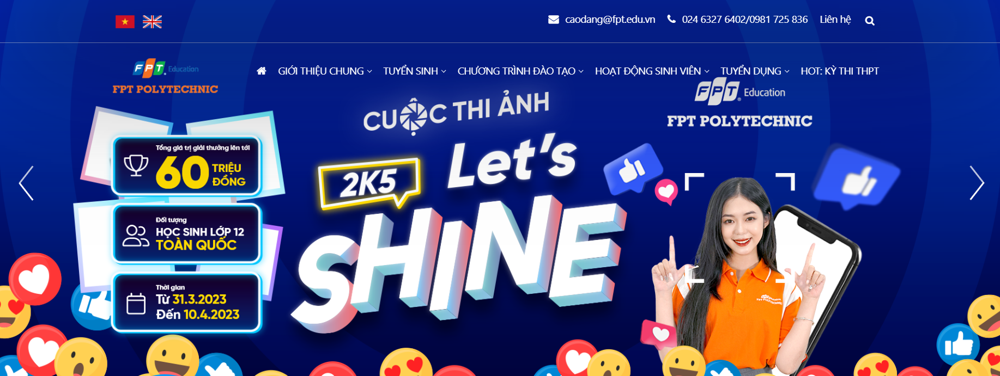 caodang@fpt.edu.vn 024 6327 6402/0981 725 836 Liên hệ
FPT Education
FPT POLYTECHNIC
GIỚI THIỆU CHUNG TUYỂN SINH CHƯƠNG TRÌNH ĐÀO TẠO HOẠT ĐỘNG SINH VIÊN TUYỂN DỤNG HOT: KỲ THI THPT
FPT Education
FPT POLYTECHNIC
CUỘC THI ẢNH
2K5 Let's
SHINE
Tổng giá trị giải thưởng lên tới
60 TRIỆU
ĐỒNG
Đối tượng
HỌC SINH LỚP 12
TOÀN QUỐC
Thời gian
Từ 31.3.2023
Đến 10.4.2023
FPT POLYTECHNIC